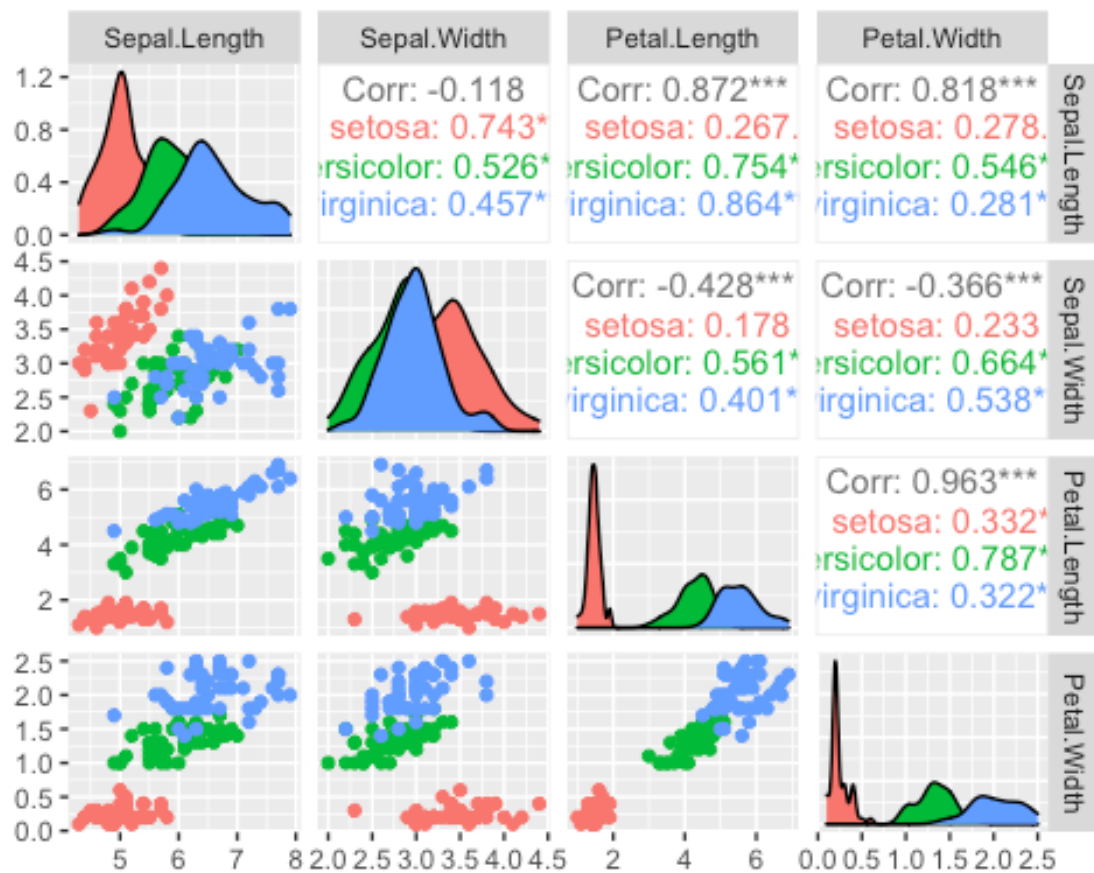 Sepal.Length Sepal.Width Petal.Length Petal.Width
1.2
0.8
0.4
0.0
Corr: -0.118
setosa: 0.743*
ersicolor: 0.526*
virginica: 0.457*
Corr: 0.872***
setosa: 0.267.
ersicolor: 0.754*
virginica: 0.864*
Corr: 0.818***
setosa: 0.278.
ersicolor: 0.546*
virginica: 0.281*
Sepal.Length
4.5
4.0
3.5
3.0
2.5
2.0
Corr: -0.428***
setosa: 0.178
ersicolor: 0.561*
virginica: 0.401*
Corr: -0.366***
setosa: 0.233
ersicolor: 0.664*
virginica: 0.538*
Sepal.Width
6
4
2
Corr: 0.963***
setosa: 0.332*
ersicolor: 0.787*
virginica: 0.322*
Petal.Length
2.5
2.0
1.5
1.0
0.5
0.0
Petal.Width
5 6 7 8 2.0 2.5 3.0 3.5 4.0 4.5 2 4 6 0.0 0.5 1.0 1.5 2.0 2.5